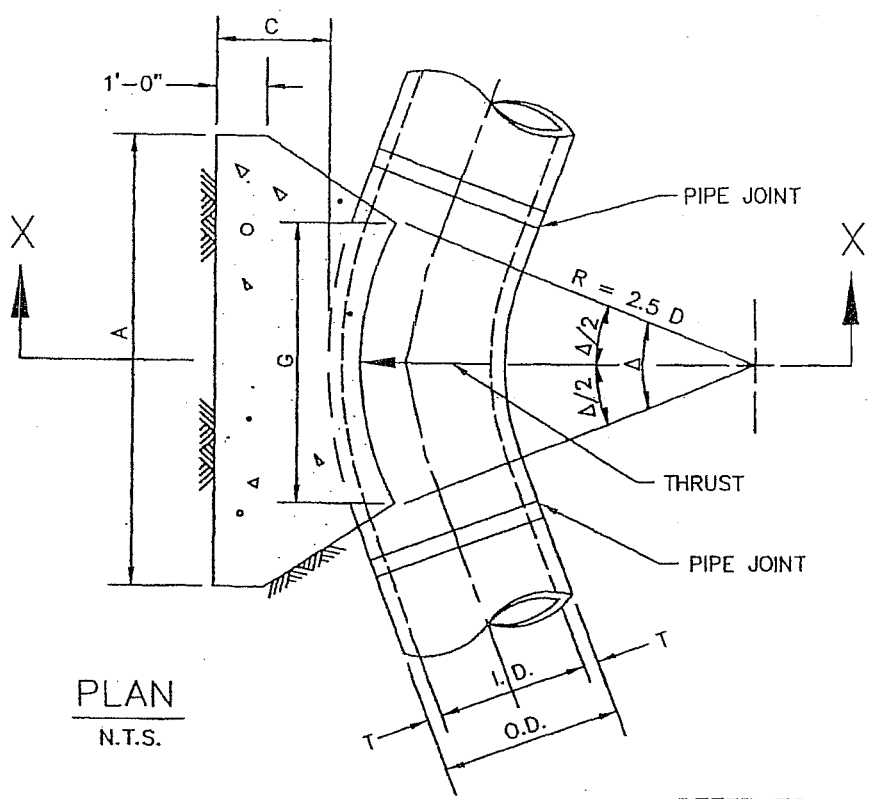 C
1'-0"
PIPE JOINT
X
X
R = 2.5 D
A
G
Δ/2
Δ
Δ/2
THRUST
PIPE JOINT
T
I.D.
T
O.D.
PLAN
N.T.S.